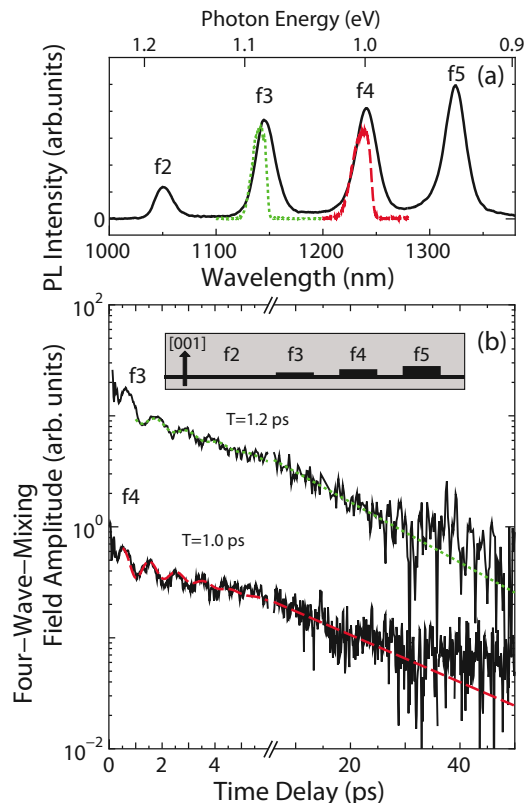 Photon Energy (eV)
1.2 1.1 1.0 0.9
PL Intensity (arb.units)
(a)
f2 f3 f4 f5
0
1000 1100 1200 1300
Wavelength (nm)
Four−Wave−Mixing
Field Amplitude (arb. units)
10²
10⁰
10⁻²
(b)
[001]
f2 f3 f4 f5
f3
T=1.2 ps
f4
T=1.0 ps
0 2 4 20 40
Time Delay (ps)